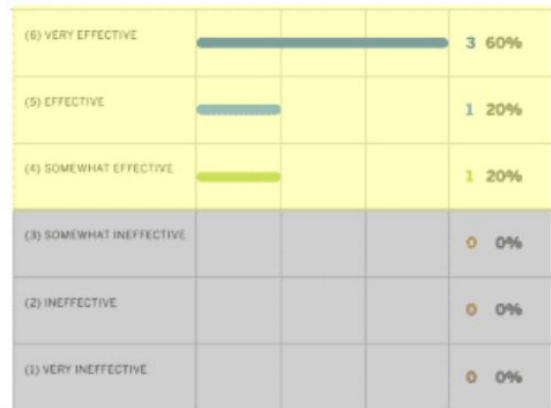 (6) VERY EFFECTIVE 3 60%
(5) EFFECTIVE 1 20%
(4) SOMEWHAT EFFECTIVE 1 20%
(3) SOMEWHAT INEFFECTIVE 0 0%
(2) INEFFECTIVE 0 0%
(1) VERY INEFFECTIVE 0 0%